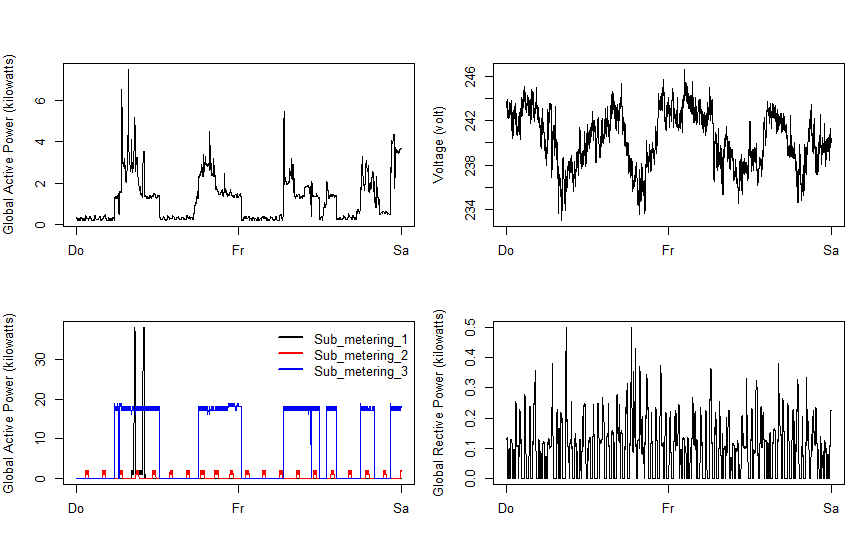 Global Active Power (kilowatts)
0 2 4 6
Do Fr Sa
Voltage (volt)
234 238 242 246
Do Fr Sa
Global Active Power (kilowatts)
0 10 20 30
Sub_metering_1
Sub_metering_2
Sub_metering_3
Do Fr Sa
Global Rective Power (kilowatts)
0.0 0.1 0.2 0.3 0.4 0.5
Do Fr Sa